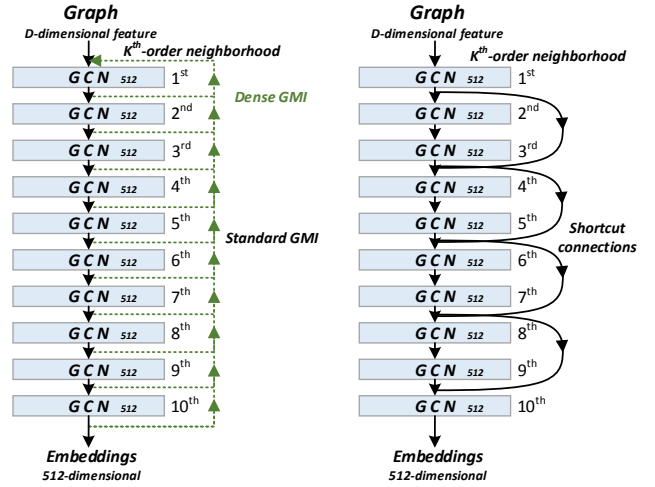 Graph
D-dimensional feature
Kth-order neighborhood
GCN 512 1st
Dense GMI
GCN 512 2nd
GCN 512 3rd
GCN 512 4th
GCN 512 5th
Standard GMI
GCN 512 6th
GCN 512 7th
GCN 512 8th
GCN 512 9th
GCN 512 10th
Embeddings
512-dimensional
Graph
D-dimensional feature
Kth-order neighborhood
GCN 512 1st
GCN 512 2nd
GCN 512 3rd
GCN 512 4th
GCN 512 5th
Shortcut
connections
GCN 512 6th
GCN 512 7th
GCN 512 8th
GCN 512 9th
GCN 512 10th
Embeddings
512-dimensional